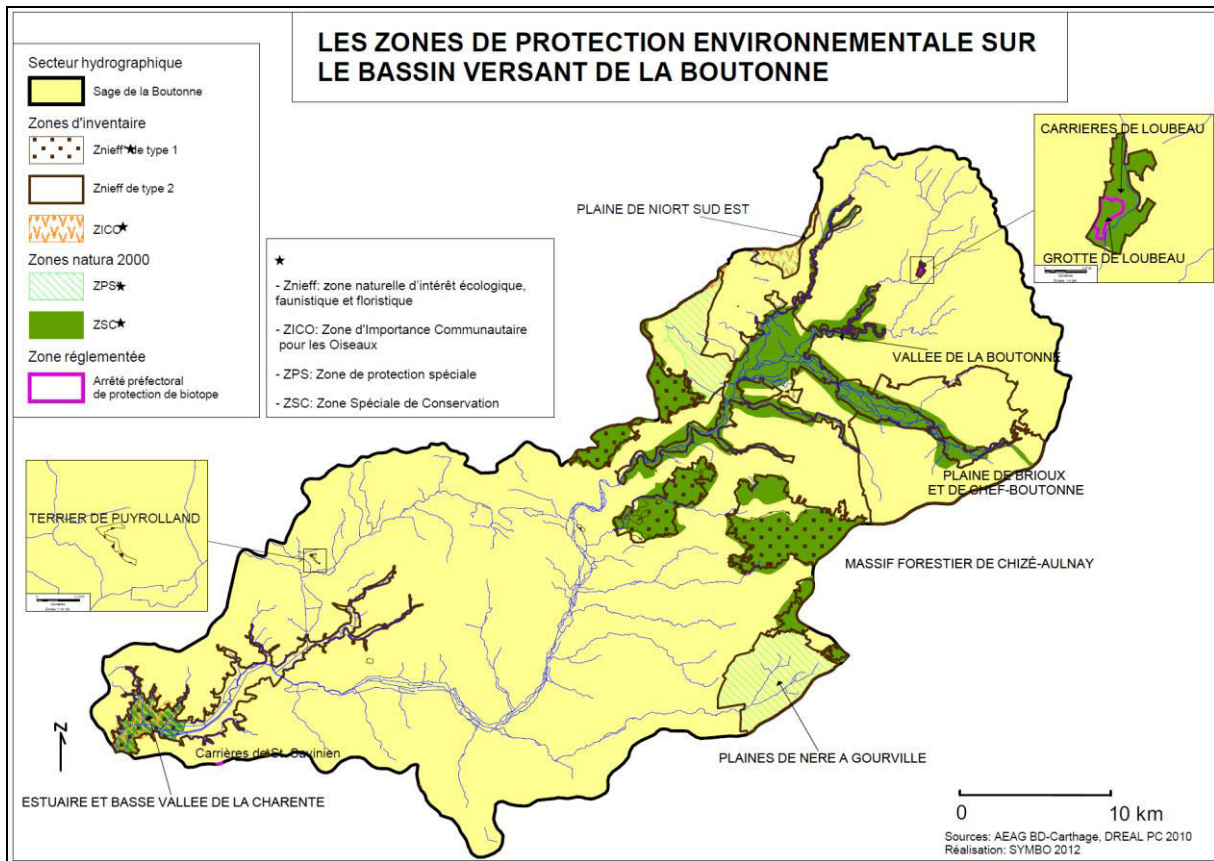 LES ZONES DE PROTECTION ENVIRONNEMENTALE SUR
LE BASSIN VERSANT DE LA BOUTONNE
Secteur hydrographique
Sage de la Boutonne
Zones d'inventaire
Znieff de type 1
Znieff de type 2
ZICO
Zones natura 2000
ZPS
ZSC
Zone réglementée
Arrêté préfectoral
de protection de biotope
- Znieff: zone naturelle d'intérêt écologique,
faunistique et floristique
- ZICO: Zone d'Importance Communautaire
pour les Oiseaux
- ZPS: Zone de protection spéciale
- ZSC: Zone Spéciale de Conservation
CARRIERES DE LOUBEAU
GROTTE DE LOUBEAU
PLAINE DE NIORT SUD EST
VALLEE DE LA BOUTONNE
PLAINE DE BRIOUX
ET DE CHEF-BOUTONNE
TERRIER DE PUYROLLAND
MASSIF FORESTIER DE CHIZÉ-AULNAY
PLAINES DE NERE A GOURVILLE
Carrières de St. Savinien
ESTUAIRE ET BASSE VALLEE DE LA CHARENTE
N
0 10 km
Sources: AEAG BD-Carthage, DREAL PC 2010
Réalisation: SYMBO 2012